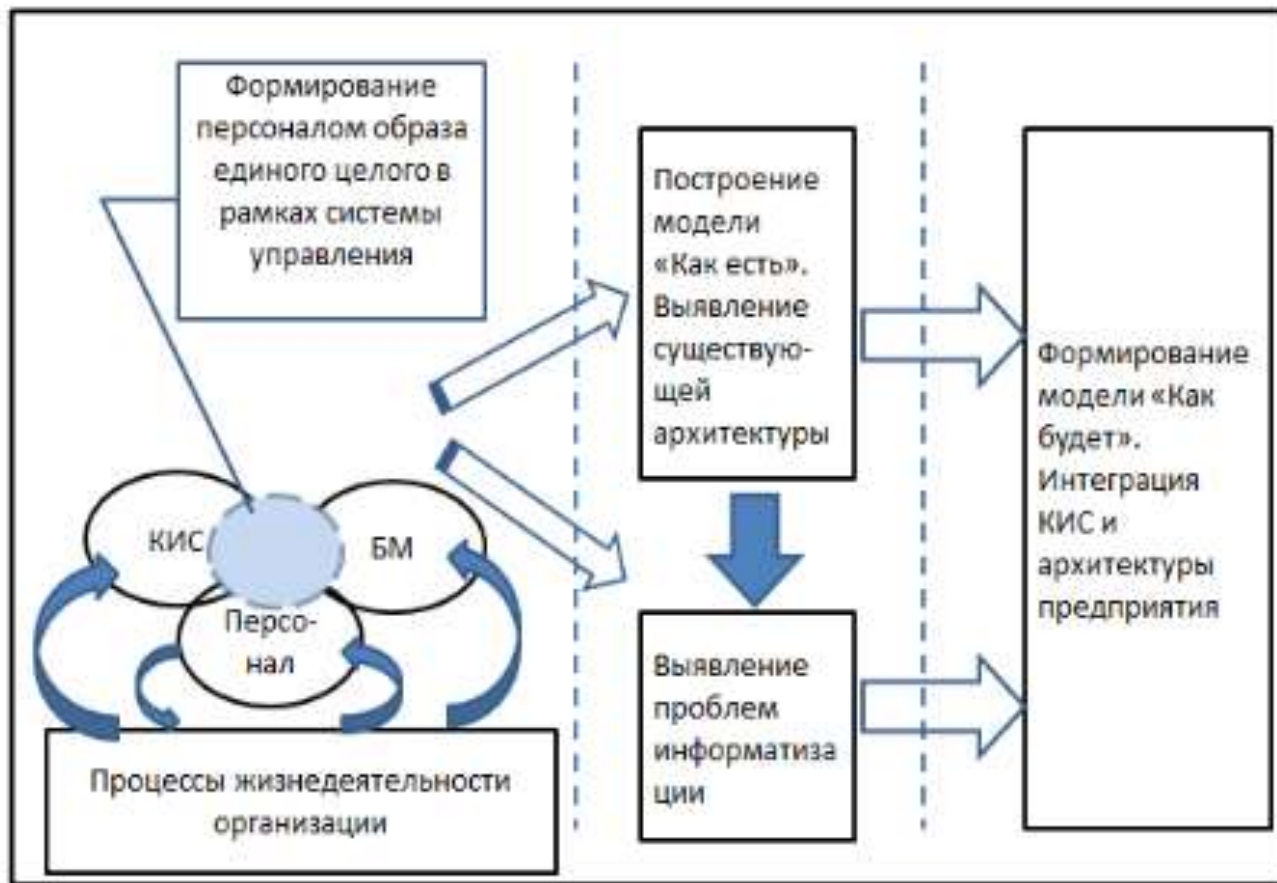 Формирование
персоналом образа
единого целого в
рамках системы
управления
КИС
БМ
Персо-
нал
Процессы жизнедеятельности
организации
Построение
модели
«Как есть».
Выявление
существую-
щей
архитектуры
Выявление
проблем
информатиза
ции
Формирование
модели «Как
будет».
Интеграция
КИС и
архитектуры
предприятия